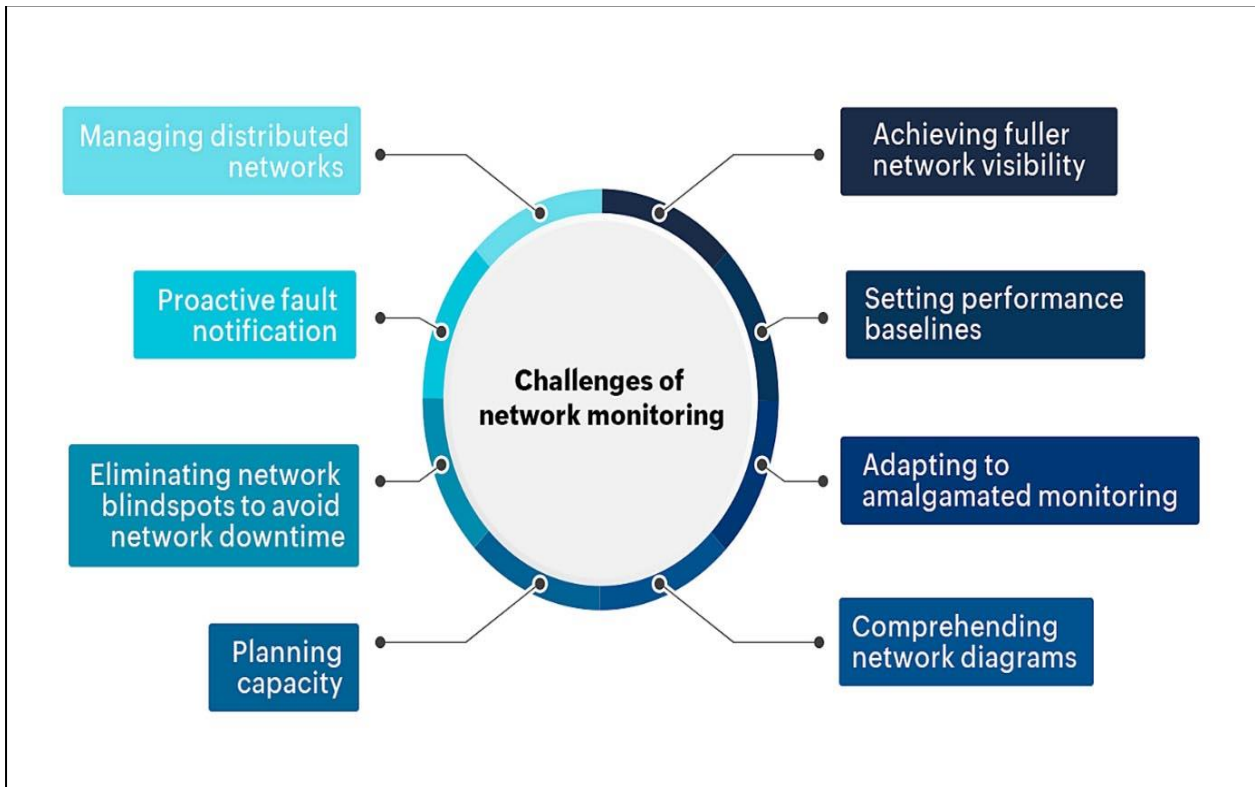 Managing distributed
networks
Proactive fault
notification
Eliminating network
blindspots to avoid
network downtime
Planning
capacity
Challenges of
network monitoring
Achieving fuller
network visibility
Setting performance
baselines
Adapting to
amalgamated monitoring
Comprehending
network diagrams